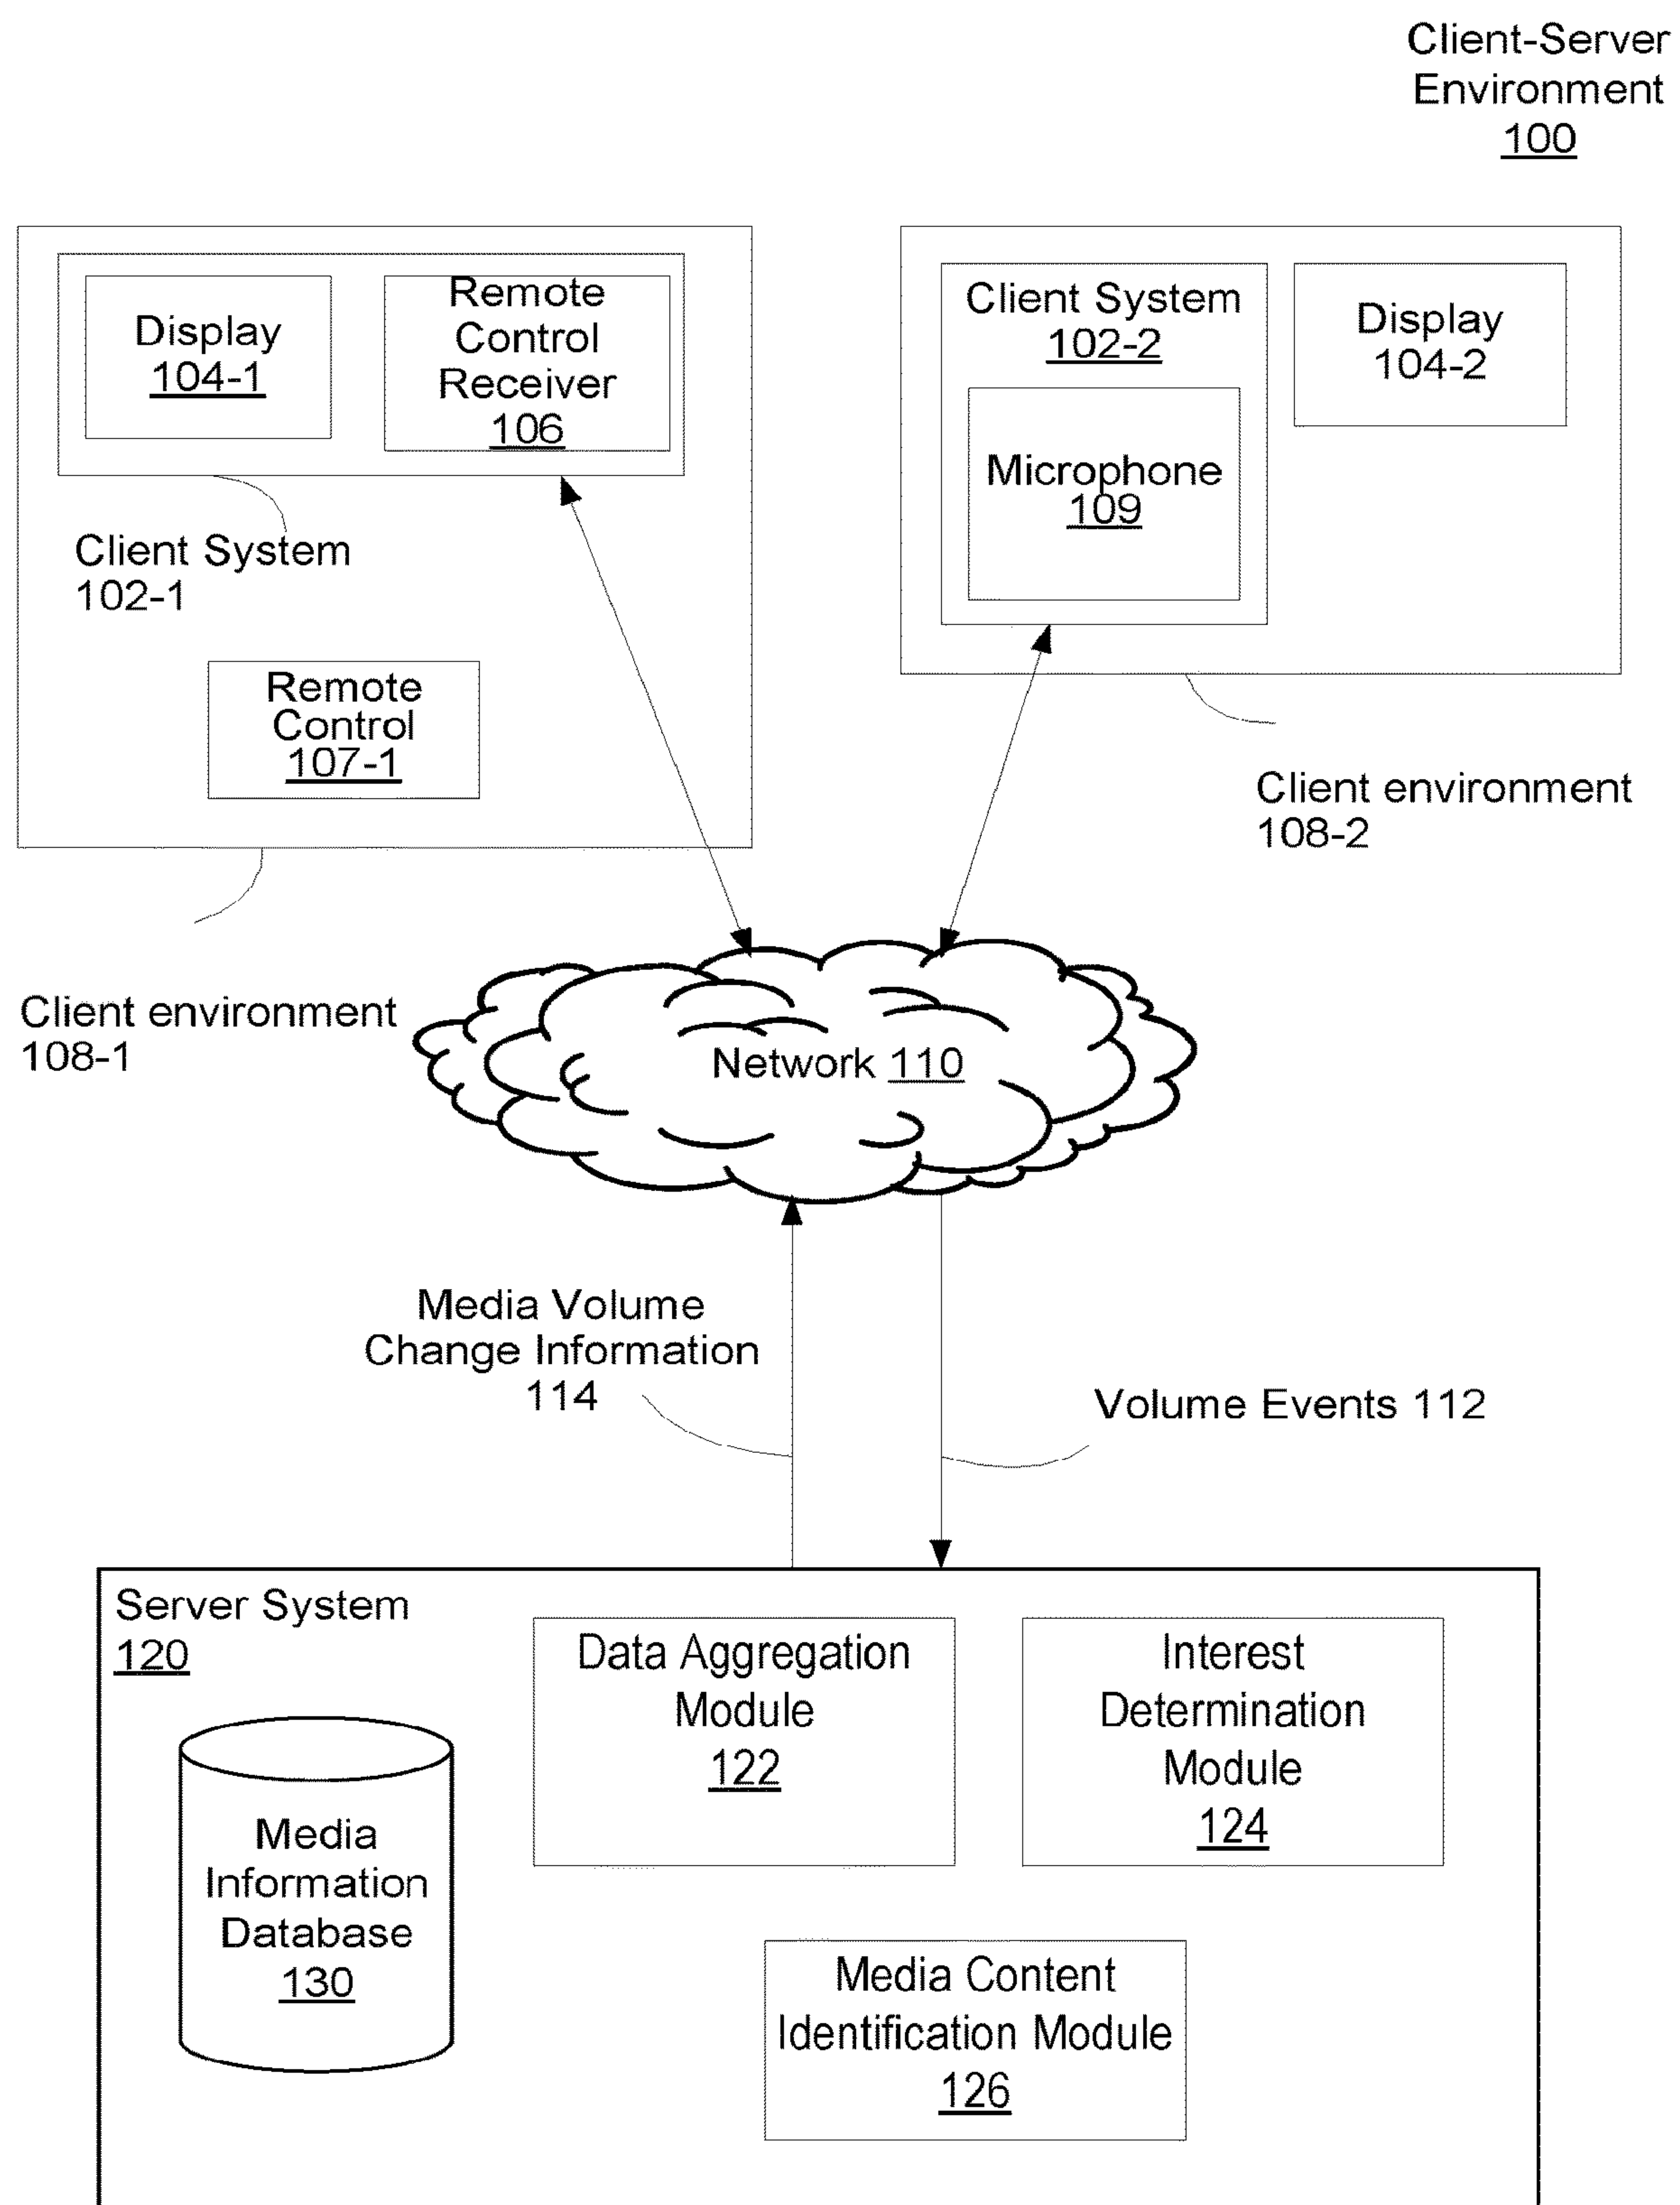 Client-Server
Environment
100
Display
104-1
Remote
Control
Receiver
106
Client System
102-1
Remote
Control
107-1
Client environment
108-1
Client System
102-2
Microphone
109
Display
104-2
Client environment
108-2
Network 110
Media Volume
Change Information
114
Volume Events 112
Server System
120
Media
Information
Database
130
Data Aggregation
Module
122
Interest
Determination
Module
124
Media Content
Identification Module
126